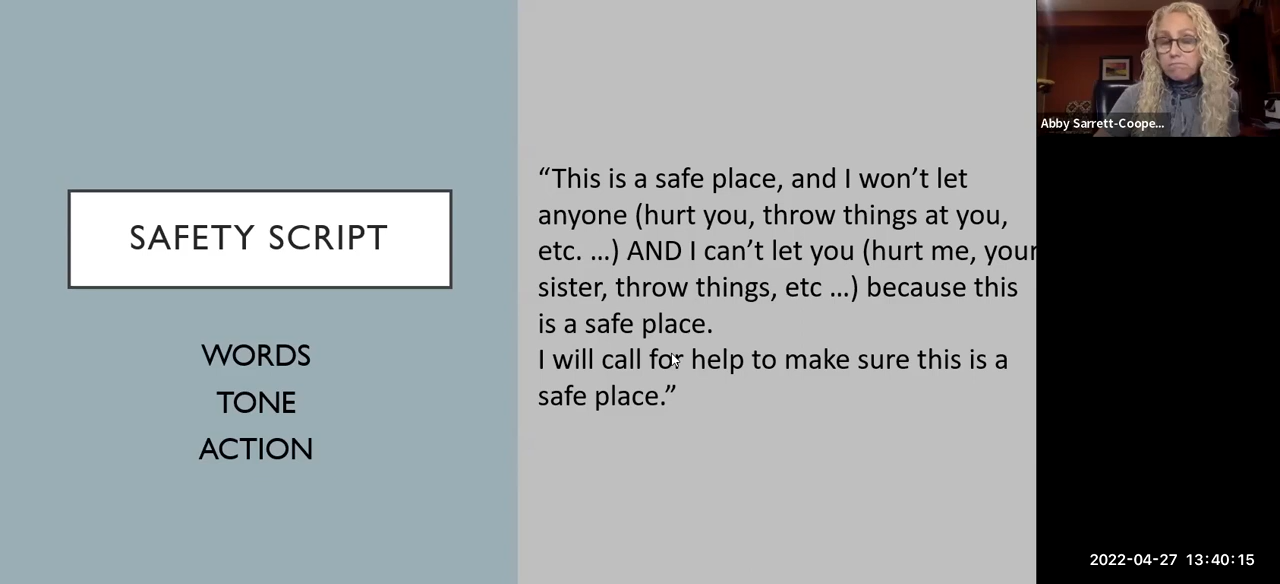 SAFETY SCRIPT
WORDS
TONE
ACTION
“This is a safe place, and I won’t let
anyone (hurt you, throw things at you,
etc. …) AND I can’t let you (hurt me, your
sister, throw things, etc …) because this
is a safe place.
I will call for help to make sure this is a
safe place.”
Abby Sarrett-Coope...
2022-04-27 13:40:15